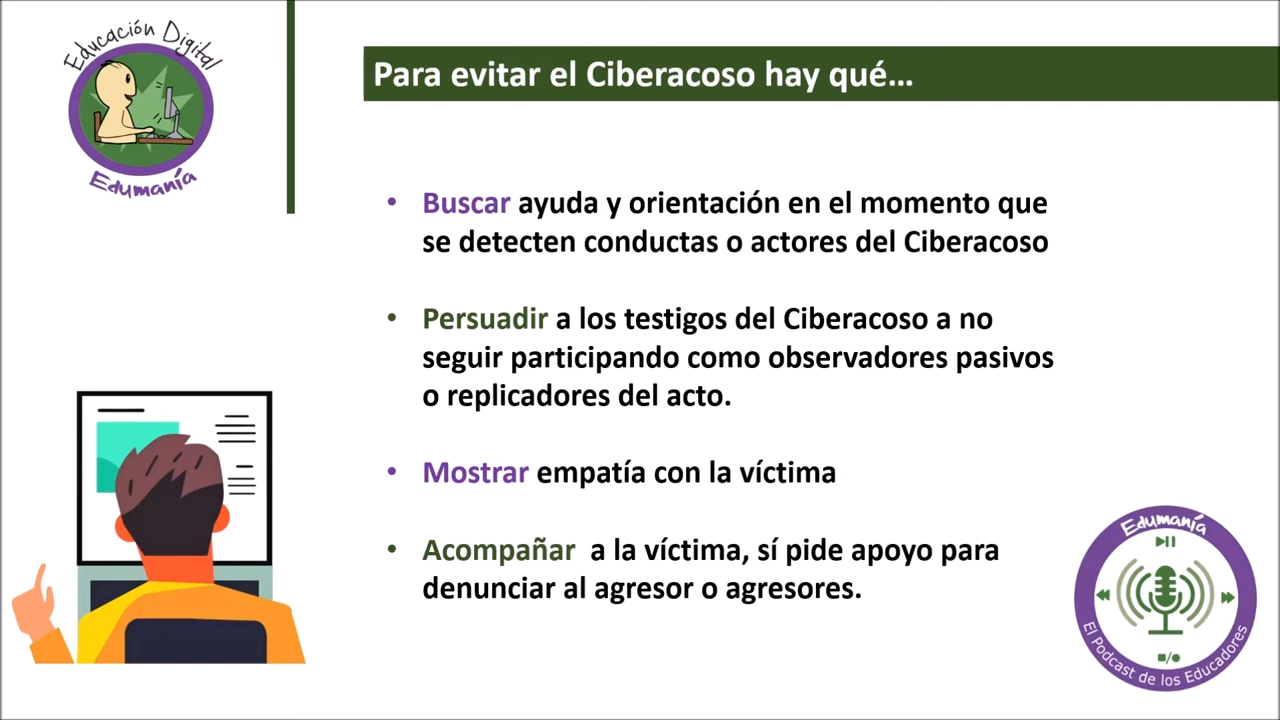 Educación Digital
Edumanía
Para evitar el Ciberacoso hay qué...
• Buscar ayuda y orientación en el momento que
se detecten conductas o actores del Ciberacoso
• Persuadir a los testigos del Ciberacoso a no
seguir participando como observadores pasivos
o replicadores del acto.
• Mostrar empatía con la víctima
• Acompañar a la víctima, sí pide apoyo para
denunciar al agresor o agresores.
Edumanía
El Podcast de los Educadores